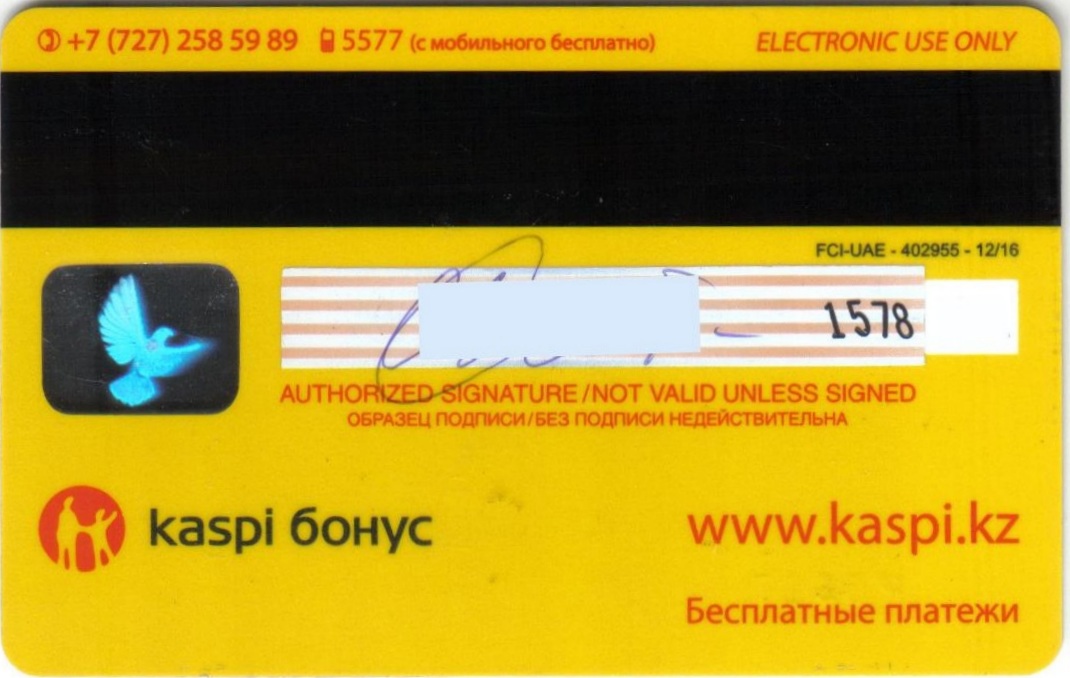 +7 (727) 258 59 89 5577 (с мобильного бесплатно) ELECTRONIC USE ONLY
FCI-UAE - 402955 - 12/16
1578
AUTHORIZED SIGNATURE/NOT VALID UNLESS SIGNED
ОБРАЗЕЦ ПОДПИСИ/БЕЗ ПОДПИСИ НЕДЕЙСТВИТЕЛЬНА
kaspi бонус www.kaspi.kz
Бесплатные платежи